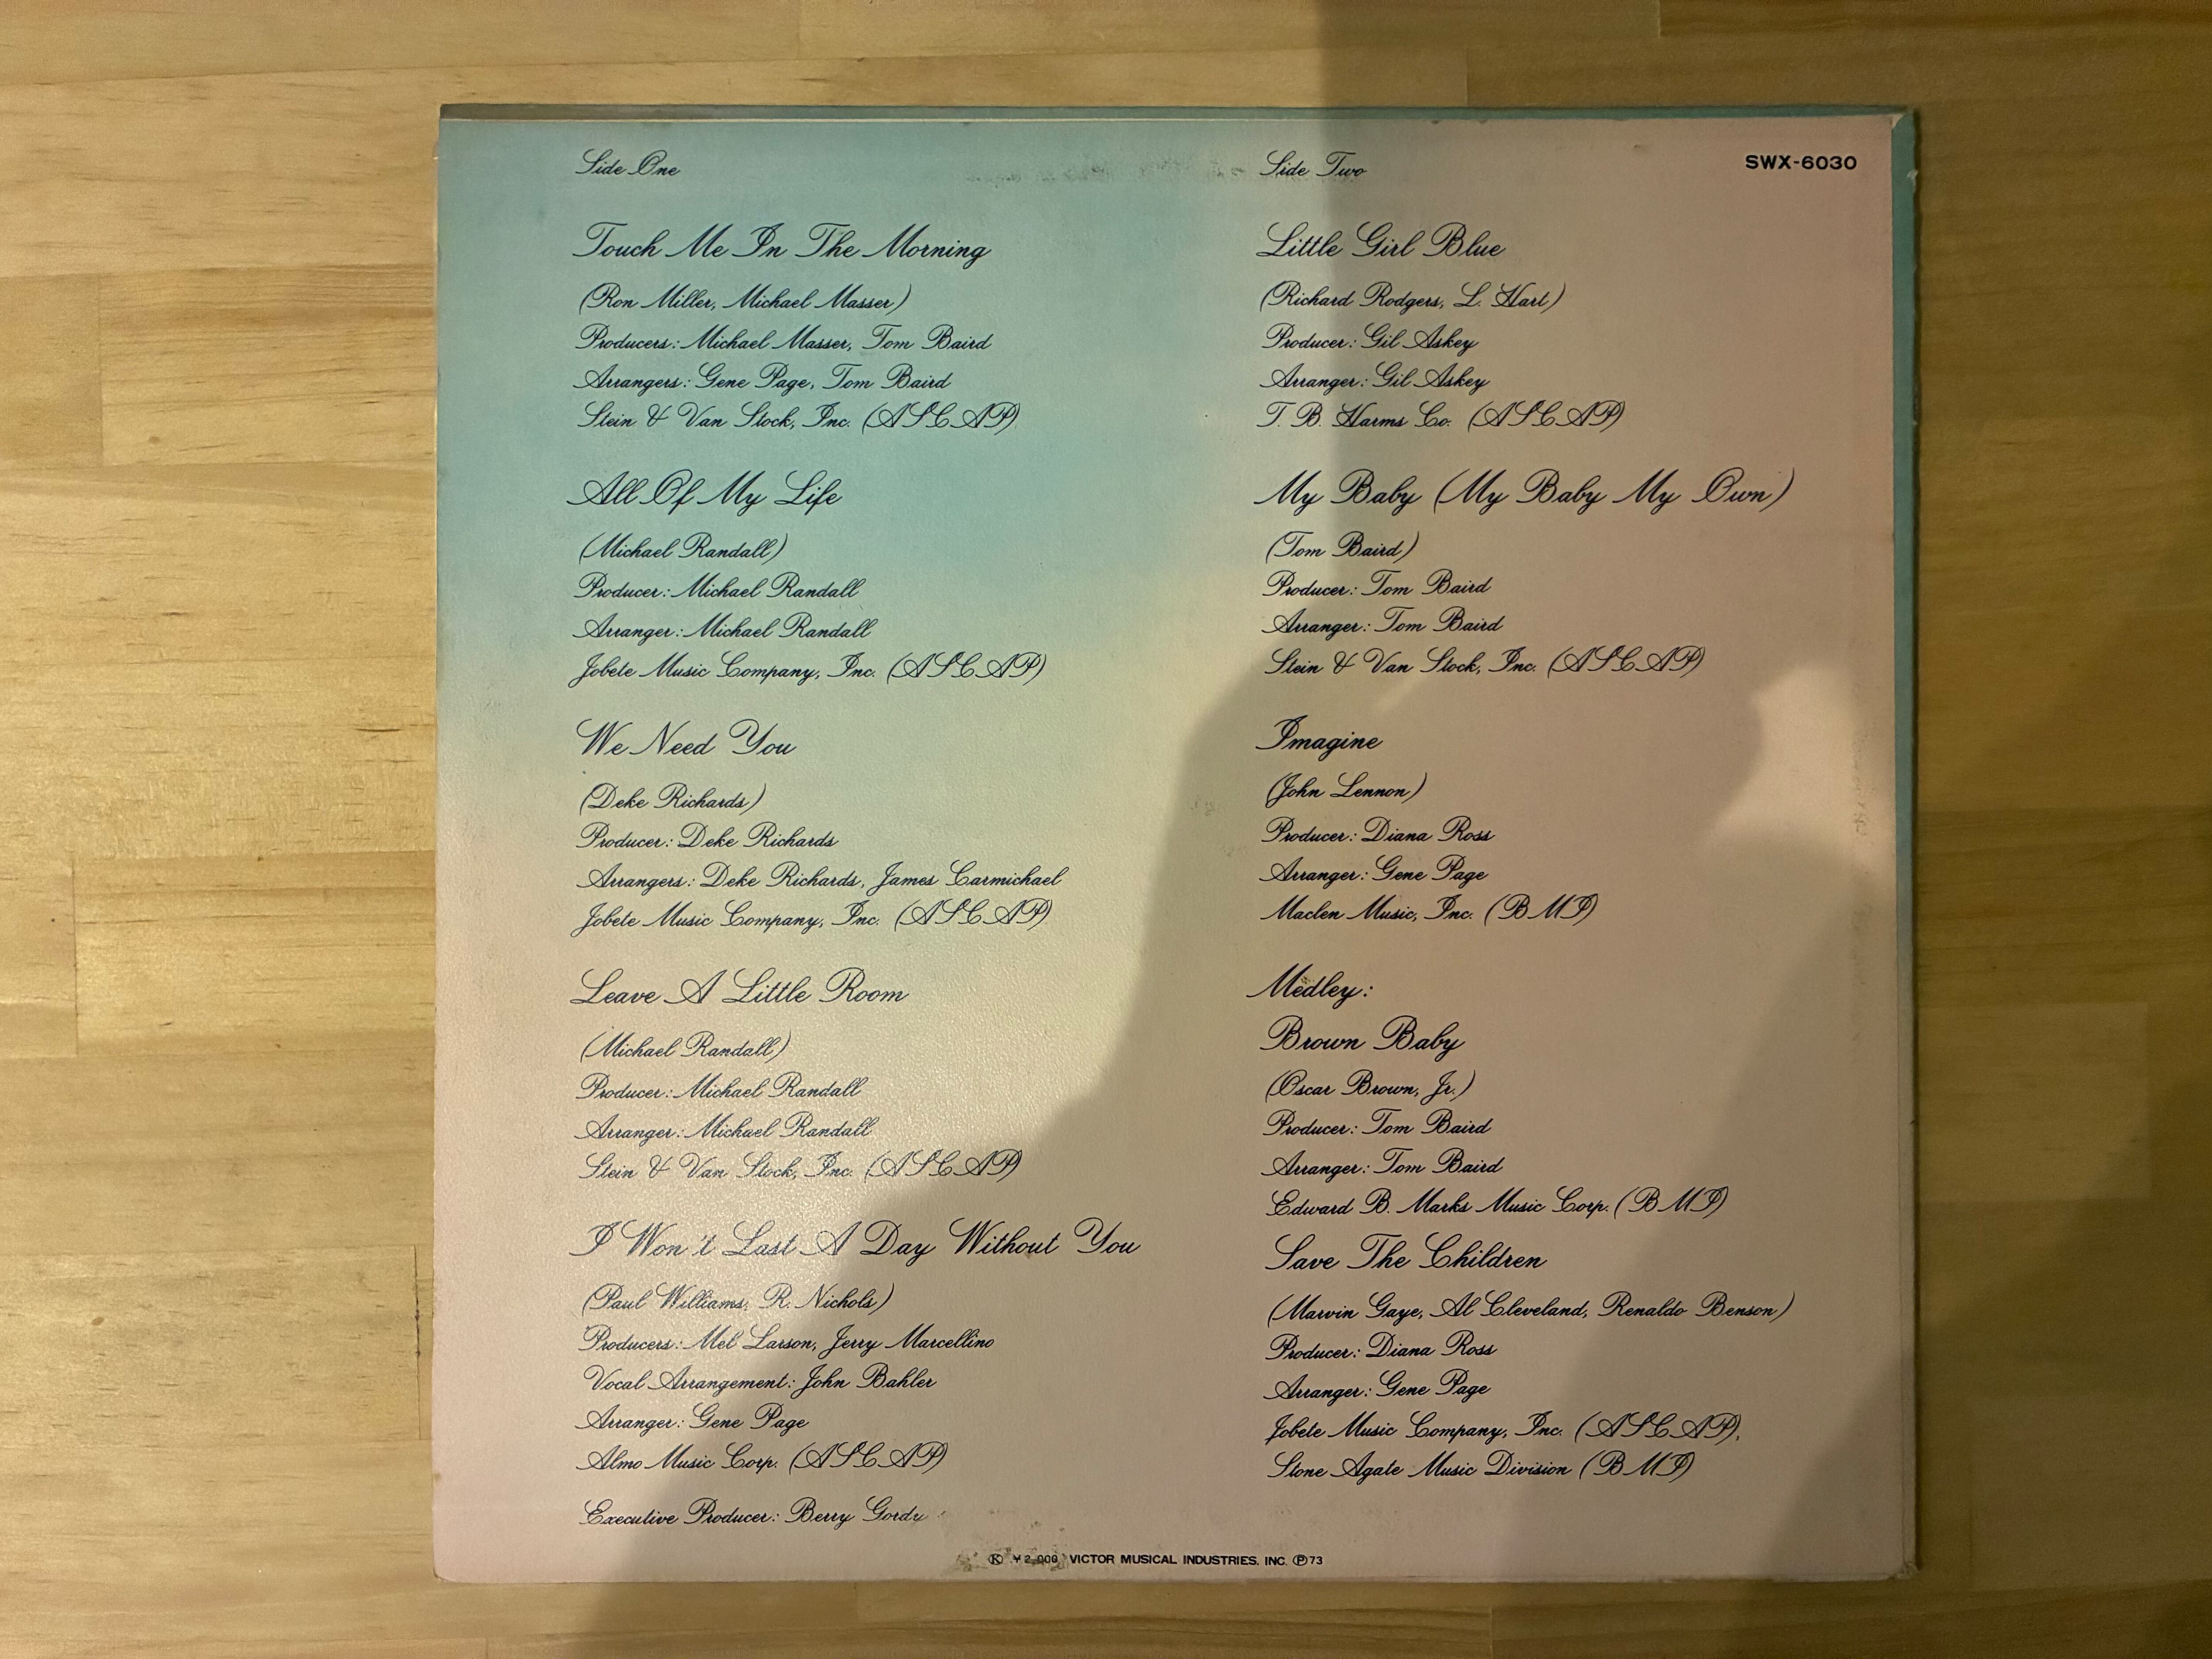 Side One
Touch Me In The Morning
(Ron Miller, Michael Masser)
Producers: Michael Masser, Tom Baird
Arrangers: Gene Page, Tom Baird
Stein & Van Stock, Inc. (ASCAP)
All Of My Life
(Michael Randall)
Producer: Michael Randall
Arranger: Michael Randall
Jobete Music Company, Inc. (ASCAP)
We Need You
(Deke Richards)
Producer: Deke Richards
Arrangers: Deke Richards, James Carmichael
Jobete Music Company, Inc. (ASCAP)
Leave A Little Room
(Michael Randall)
Producer: Michael Randall
Arranger: Michael Randall
Stein & Van Stock, Inc. (ASCAP)
I Won't Last A Day Without You
(Paul Williams, R. Nichols)
Producers: Mel Larson, Jerry Marcellino
Vocal Arrangement: John Bahler
Arranger: Gene Page
Almo Music Corp. (ASCAP)
Executive Producer: Berry Gordy
Side Two
SWX-6030
Little Girl Blue
(Richard Rodgers, L. Hart)
Producer: Gil Askey
Arranger: Gil Askey
T. B. Harms Co. (ASCAP)
My Baby (My Baby My Own)
(Tom Baird)
Producer: Tom Baird
Arranger: Tom Baird
Stein & Van Stock, Inc. (ASCAP)
Imagine
(John Lennon)
Producer: Diana Ross
Arranger: Gene Page
Maclen Music, Inc. (BMI)
Medley:
Brown Baby
(Oscar Brown, Jr.)
Producer: Tom Baird
Arranger: Tom Baird
Edward B. Marks Music Corp. (BMI)
Save The Children
(Marvin Gaye, Al Cleveland, Renaldo Benson)
Producer: Diana Ross
Arranger: Gene Page
Jobete Music Company, Inc. (ASCAP),
Stone Agate Music Division (BMI)
Ⓚ ¥2,000 VICTOR MUSICAL INDUSTRIES, INC. Ⓟ73